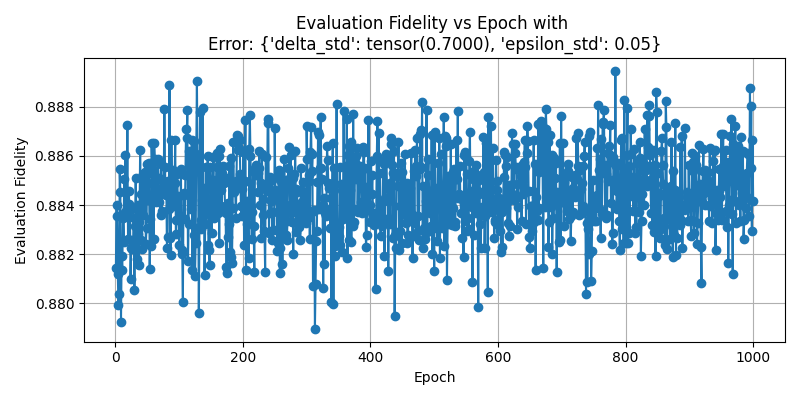 Evaluation Fidelity vs Epoch with
Error: {'delta_std': tensor(0.7000), 'epsilon_std': 0.05}
Evaluation Fidelity
0.888
0.886
0.884
0.882
0.880
0 200 400 600 800 1000
Epoch